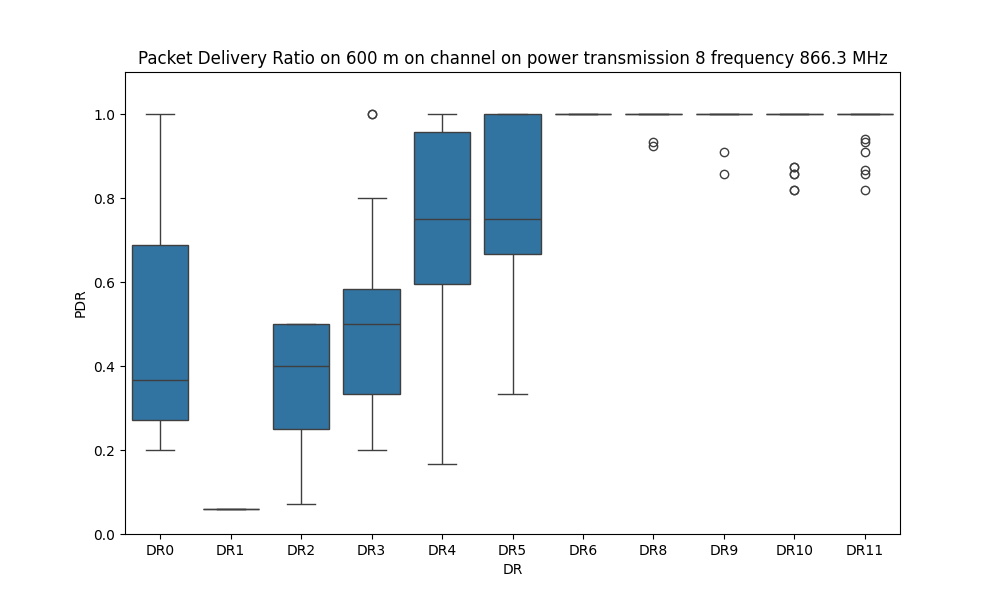 Packet Delivery Ratio on 600 m on channel on power transmission 8 frequency 866.3 MHz
PDR
1.0
0.8
0.6
0.4
0.2
0.0
DR0 DR1 DR2 DR3 DR4 DR5 DR6 DR8 DR9 DR10 DR11
DR